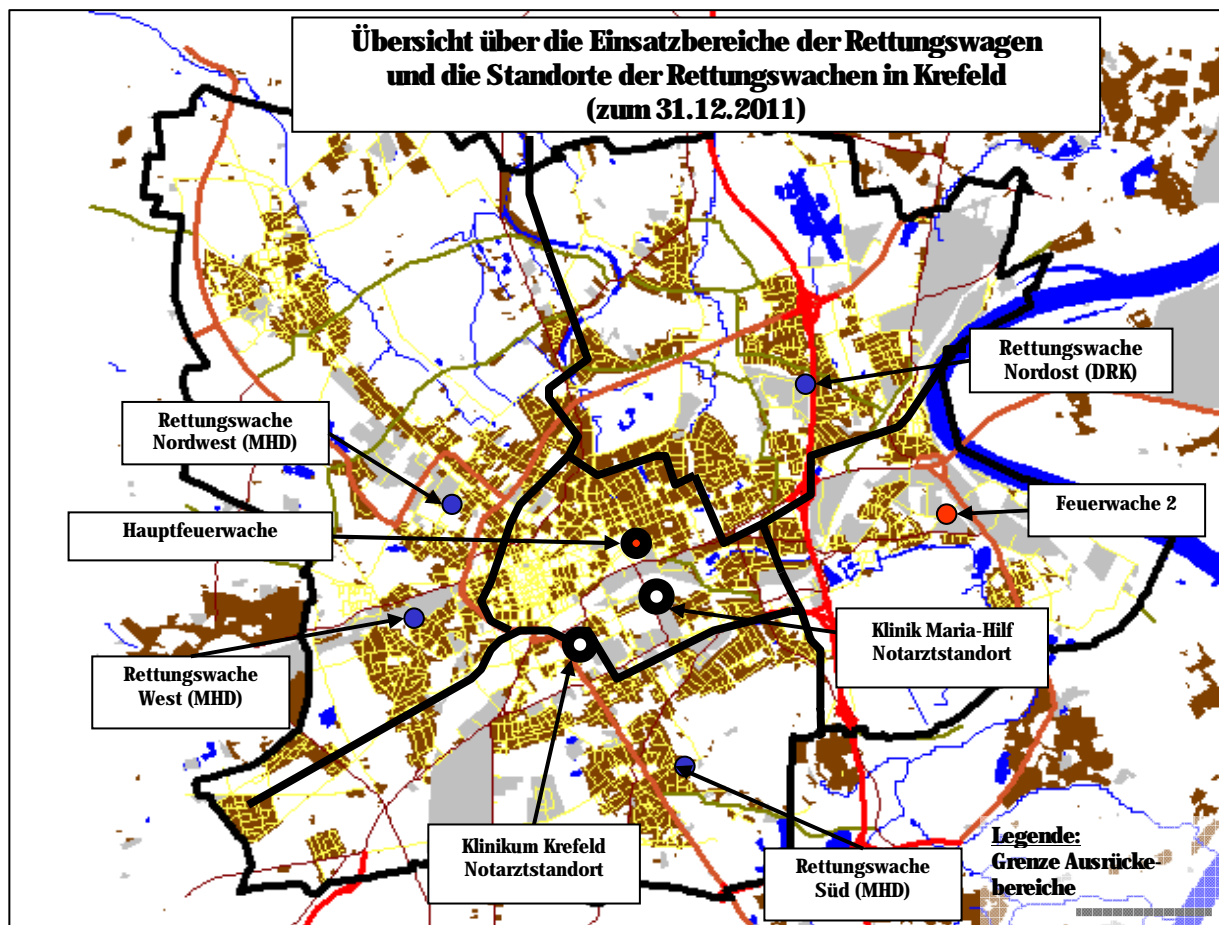 Übersicht über die Einsatzbereiche der Rettungswagen
und die Standorte der Rettungswachen in Krefeld
(zum 31.12.2011)
Rettungswache
Nordost (DRK)
Rettungswache
Nordwest (MHD)
Feuerwache 2
Hauptfeuerwache
Klinik Maria-Hilf
Notarztstandort
Rettungswache
West (MHD)
Klinikum Krefeld
Notarztstandort
Rettungswache
Süd (MHD)
Legende:
Grenze Ausrücke-
bereiche